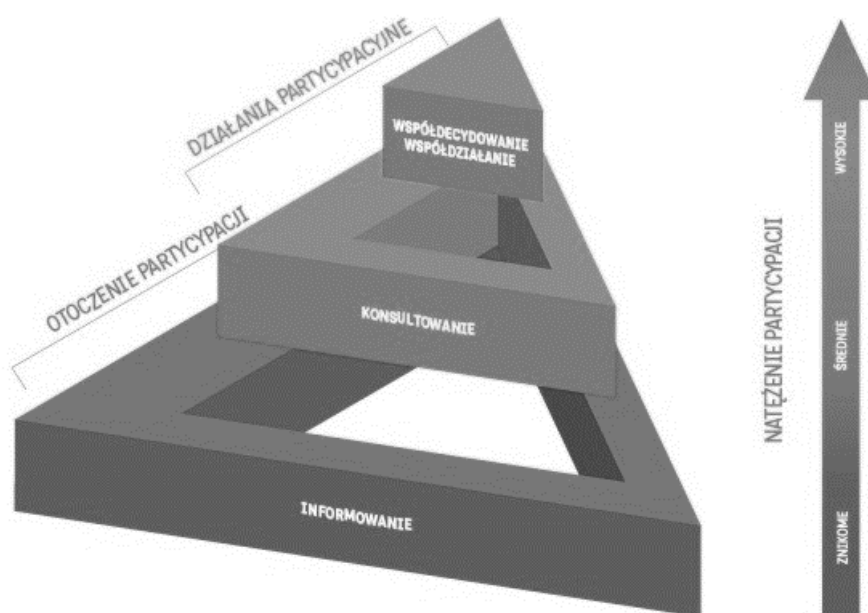 DZIAŁANIA PARTYCYPACYJNE
WSPÓŁDECYDOWANIE
WSPÓŁDZIAŁANIE
OTOCZENIE PARTYCYPACJI
KONSULTOWANIE
INFORMOWANIE
NATĘŻENIE PARTYCYPACJI
WYSOKIE
ŚREDNIE
ZNIKOME